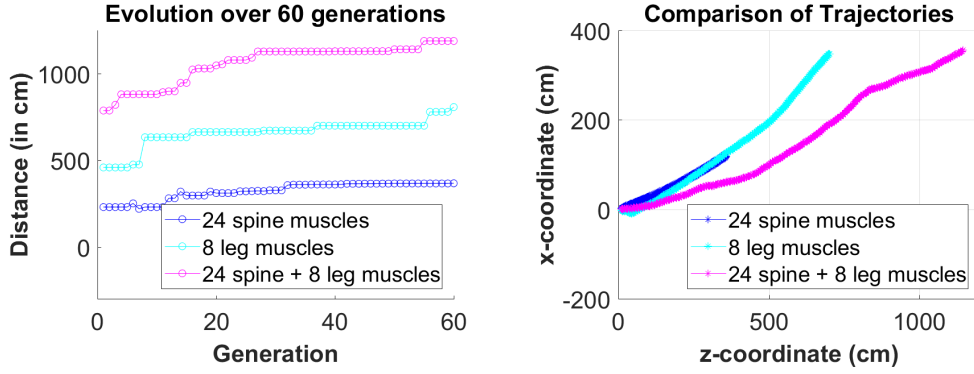 Evolution over 60 generations
Distance (in cm)
1000
500
0
24 spine muscles
8 leg muscles
24 spine + 8 leg muscles
0
20
40
60
Generation
Comparison of Trajectories
x-coordinate (cm)
400
200
0
-200
24 spine muscles
8 leg muscles
24 spine + 8 leg muscles
0
500
1000
z-coordinate (cm)